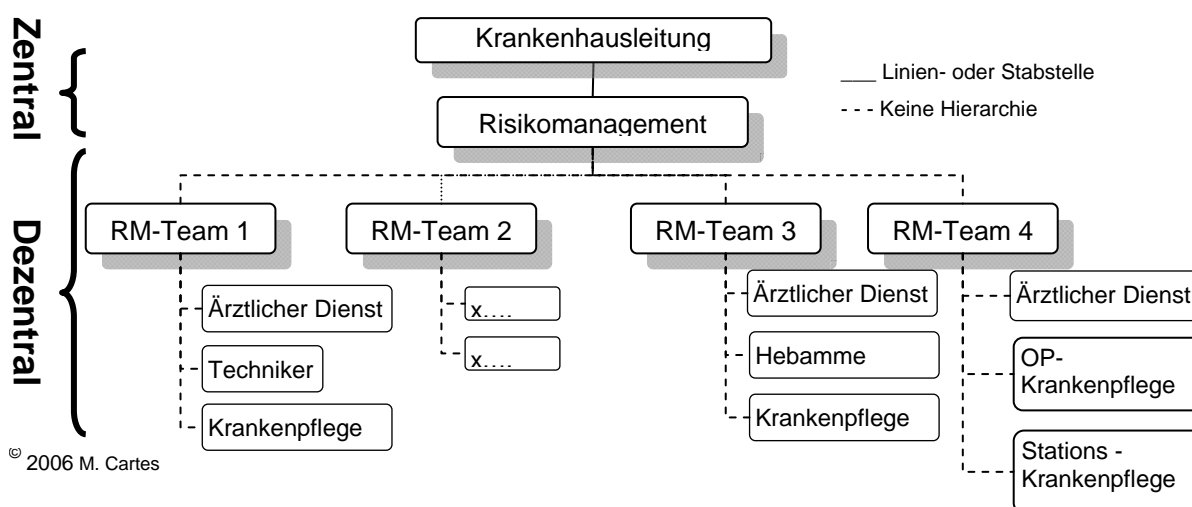 Zentral
Krankenhausleitung
Risikomanagement
___ Linien- oder Stabstelle
- - - Keine Hierarchie
Dezentral
RM-Team 1
Ärztlicher Dienst
Techniker
Krankenpflege
RM-Team 2
x....
x....
RM-Team 3
Ärztlicher Dienst
Hebamme
Krankenpflege
RM-Team 4
Ärztlicher Dienst
OP-
Krankenpflege
Stations -
Krankenpflege
© 2006 M. Cartes